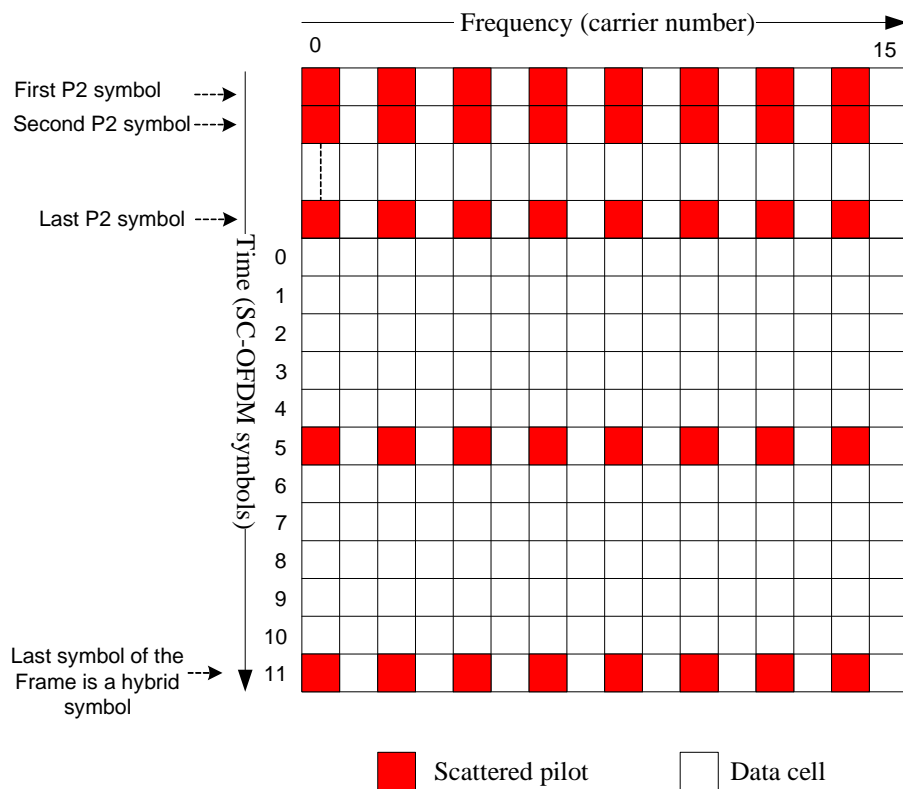 Frequency (carrier number)
0
15
First P2 symbol
Second P2 symbol
Last P2 symbol
Time (SC-OFDM symbols)
0
1
2
3
4
5
6
7
8
9
10
11
Last symbol of the
Frame is a hybrid
symbol
Scattered pilot
Data cell